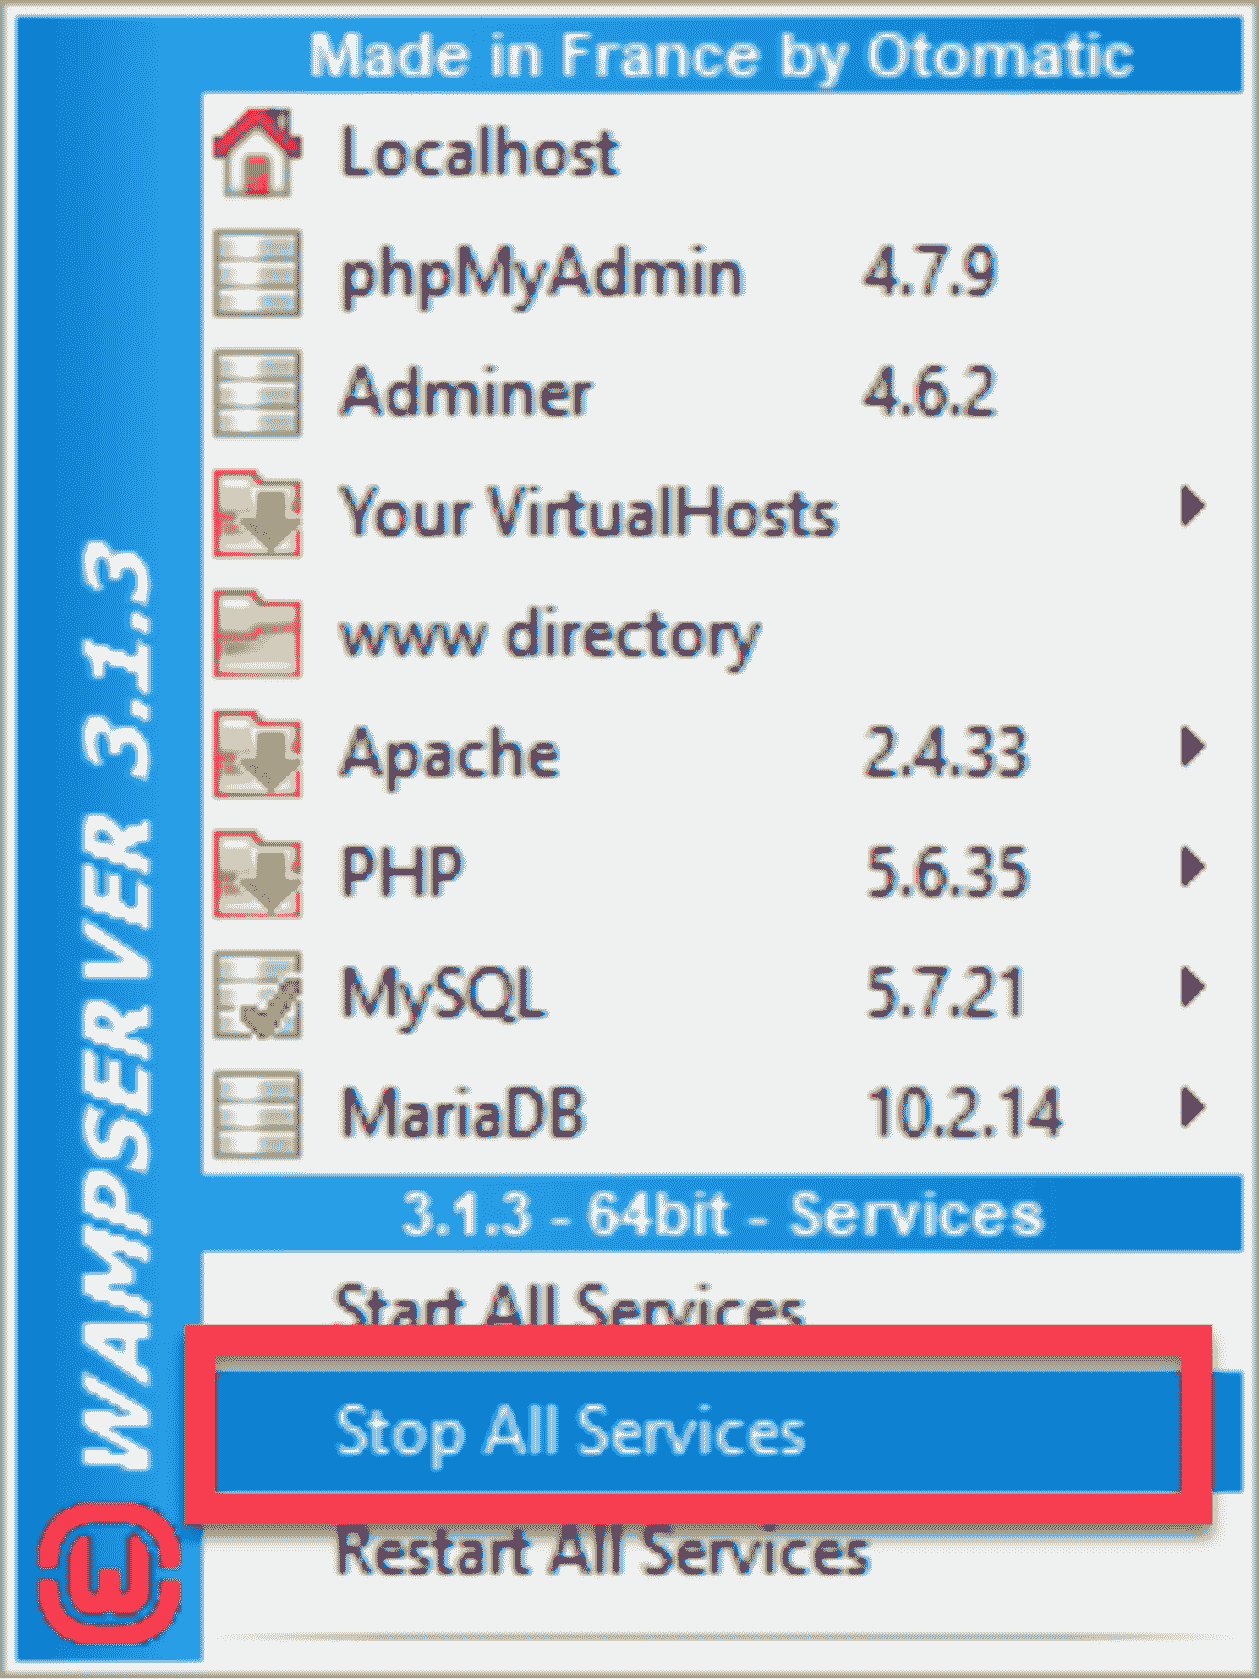 Made in France by Otomatic
Localhost
phpMyAdmin 4.7.9
Adminer 4.6.2
Your VirtualHosts
www directory
Apache 2.4.33
PHP 5.6.35
MySQL 5.7.21
MariaDB 10.2.14
3.1.3 - 64bit - Services
Start All Services
Stop All Services
Restart All Services
WAMPSERVER 3.1.3